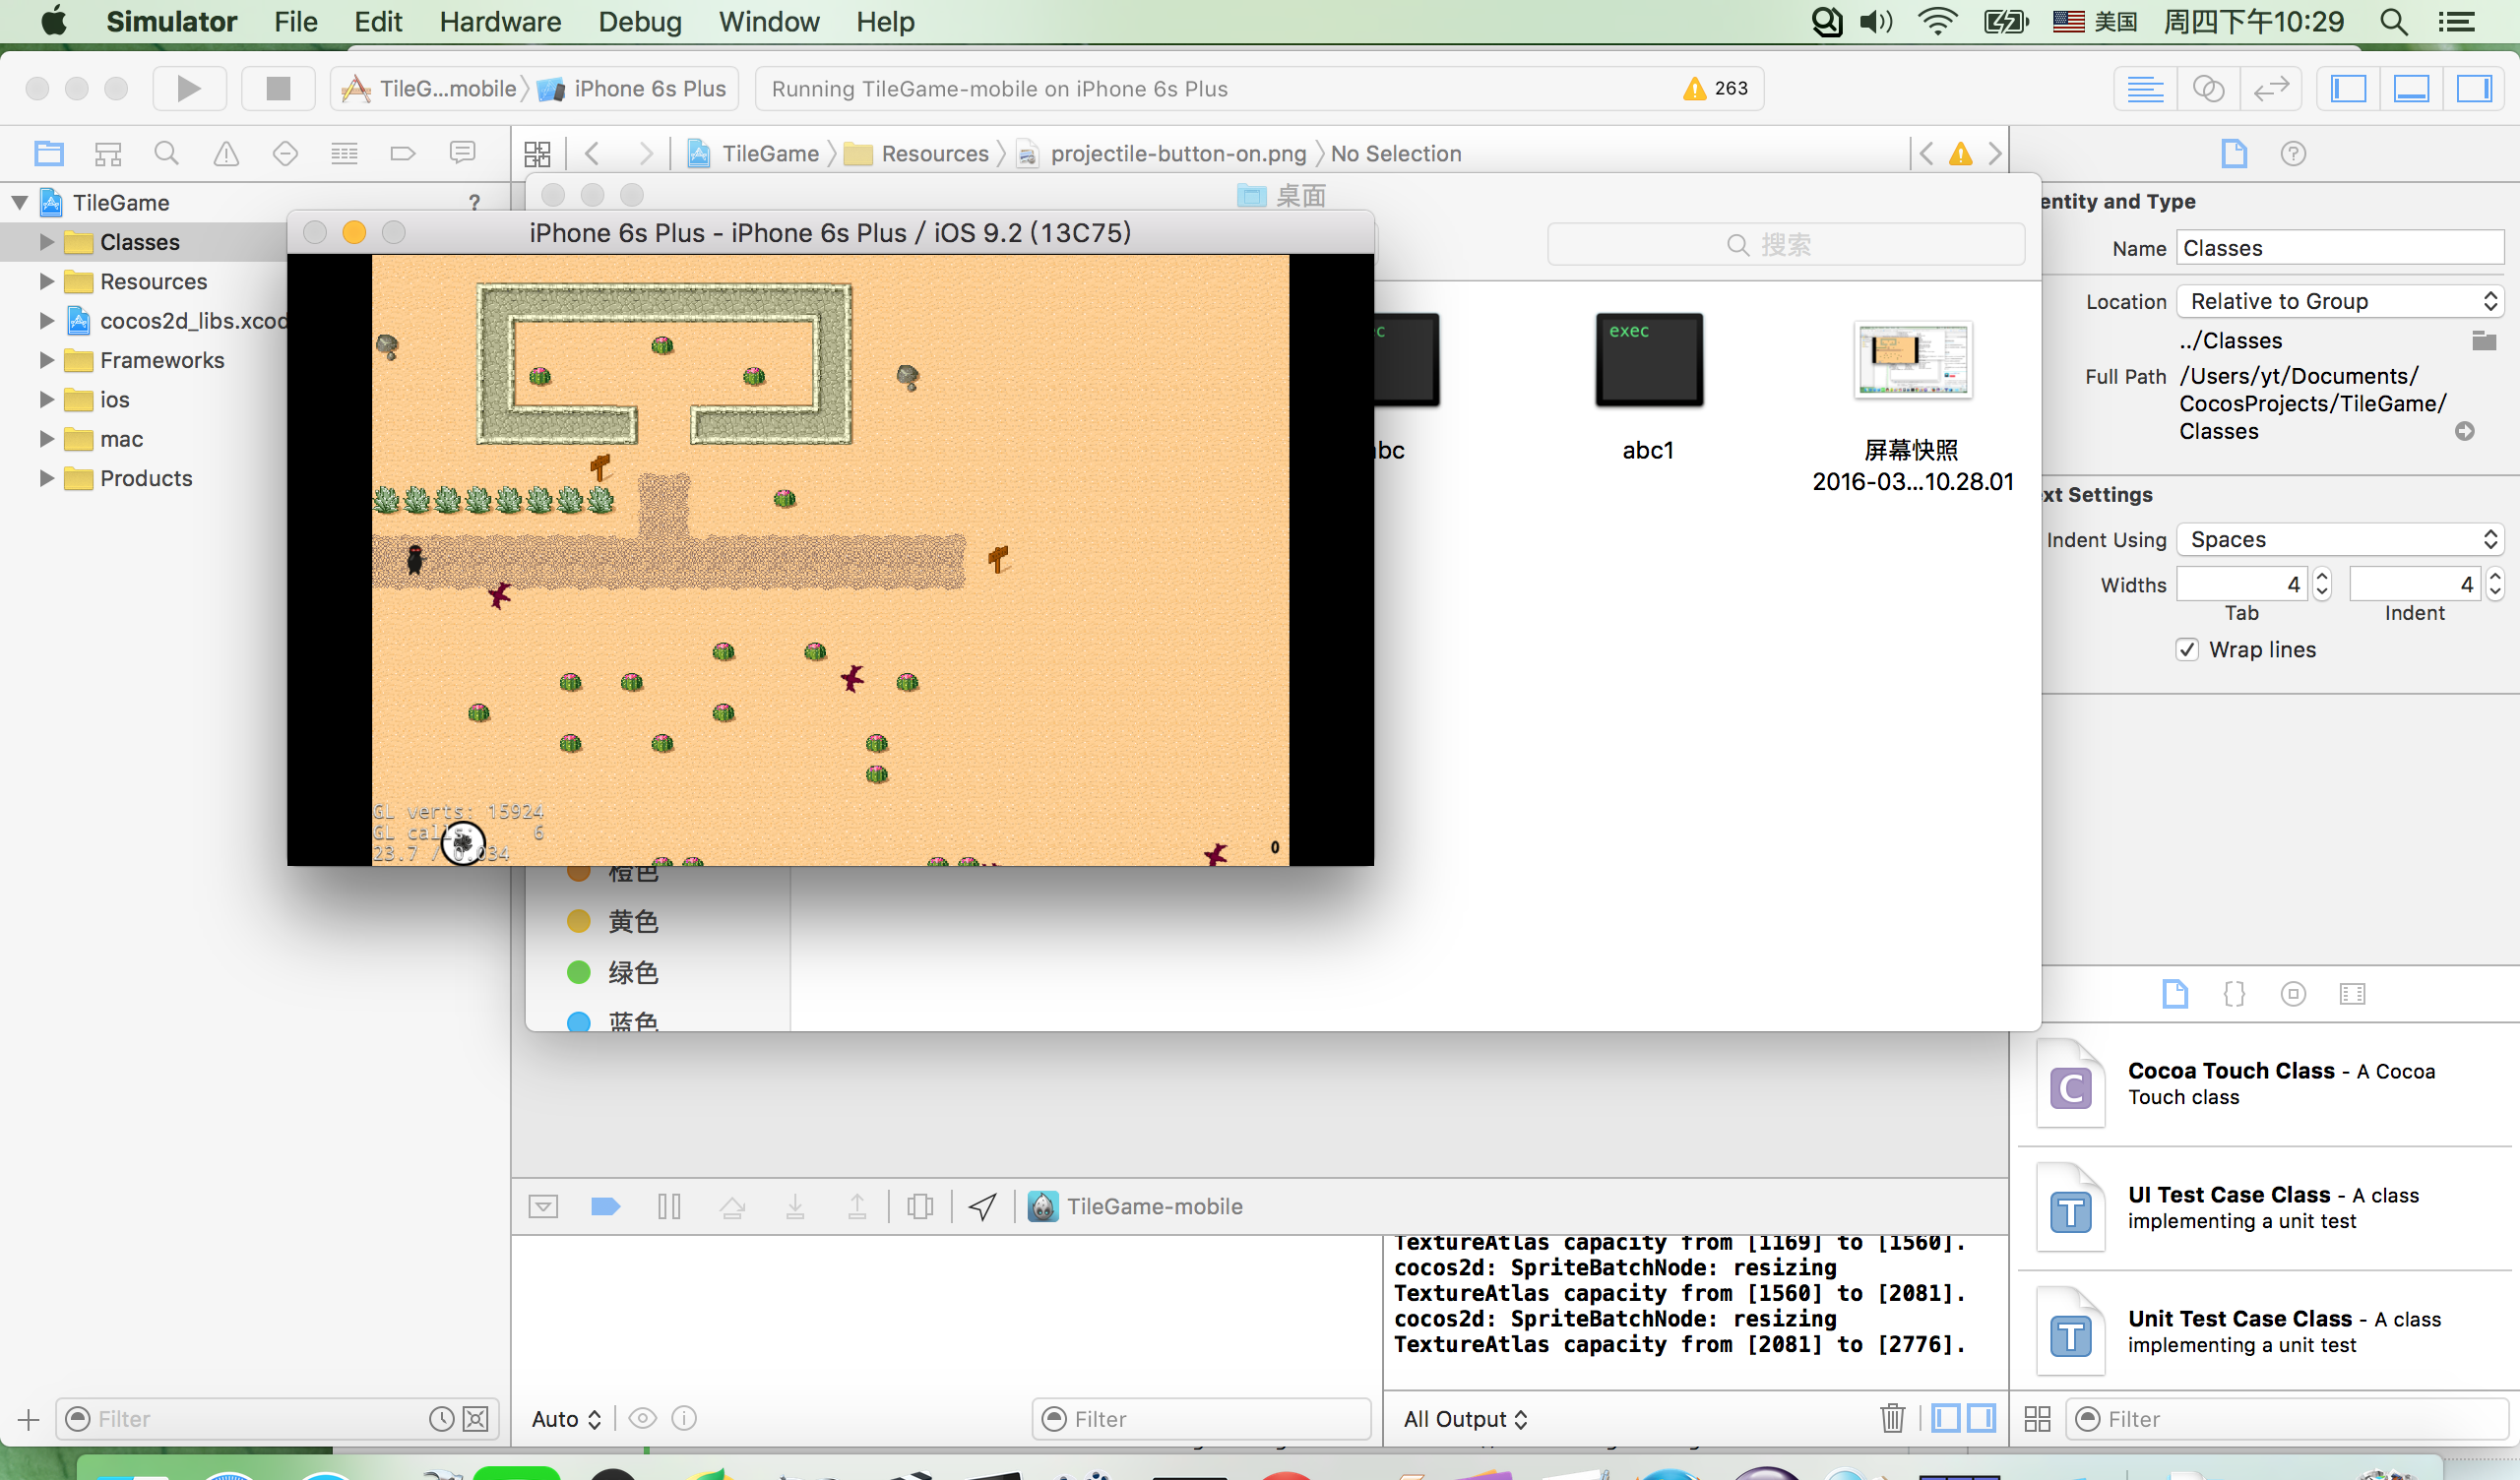 Simulator File Edit Hardware Debug Window Help 美国 周四下午10:29
TileG...mobile iPhone 6s Plus Running TileGame-mobile on iPhone 6s Plus 263
TileGame Resources projectile-button-on.png No Selection
TileGame ?
Classes
Resources
cocos2d_libs.xcod
Frameworks
ios
mac
Products
桌面
搜索
iPhone 6s Plus - iPhone 6s Plus / iOS 9.2 (13C75)
GL verts: 15924
GL calls: 6
23.7 / 0.034
0
exec
abc1
屏幕快照
2016-03...10.28.01
橙色
黄色
绿色
蓝色
entity and Type
Name Classes
Location Relative to Group
../Classes
Full Path /Users/yt/Documents/
CocosProjects/TileGame/
Classes
ext Settings
Indent Using Spaces
Widths 4 4
Tab Indent
Wrap lines
Cocoa Touch Class - A Cocoa
Touch class
UI Test Case Class - A class
implementing a unit test
Unit Test Case Class - A class
implementing a unit test
TileGame-mobile
TextureAtlas capacity from [1169] to [1560].
cocos2d: SpriteBatchNode: resizing
TextureAtlas capacity from [1560] to [2081].
cocos2d: SpriteBatchNode: resizing
TextureAtlas capacity from [2081] to [2776].
Filter
Auto Filter
All Output
Filter